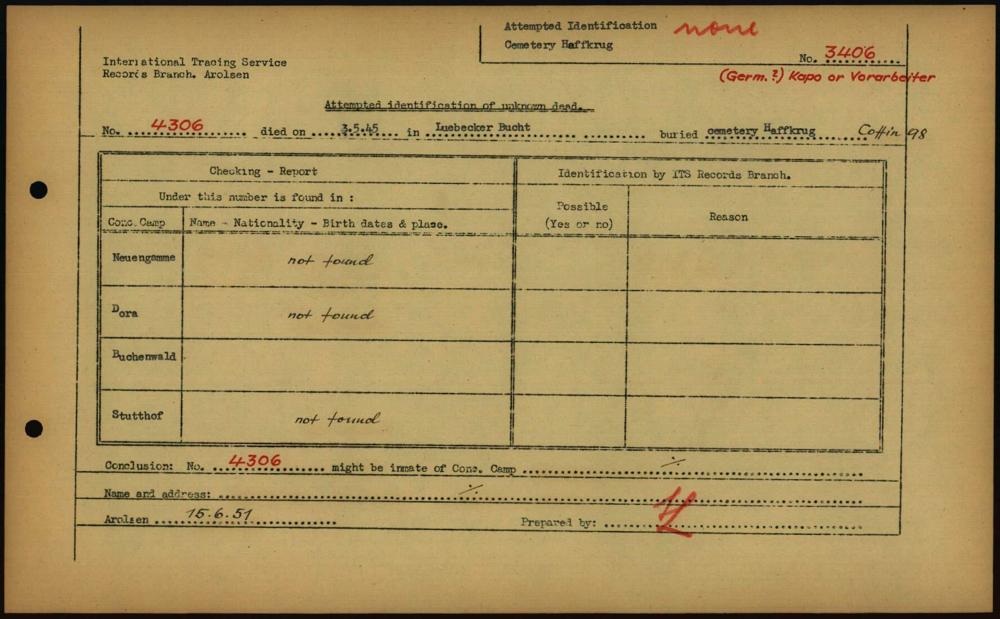 Attempted Identification none
Cemetery Haffkrug
No. 3406
International Tracing Service
Records Branch. Arolsen
(Germ. ?) Kapo or Vorarbeiter
Attempted identification of unknown dead.
No. 4306 died on 3.5.45 in Luebecker Bucht buried cemetery Haffkrug Coffin 98
Checking - Report
Identification by ITS Records Branch.
Under this number is found in :
Possible
(Yes or no)
Reason
Conc. Camp
Name - Nationality - Birth dates & place.
Neuengamme not found
Dora not found
Buchenwald
Stutthof not found
Conclusion: No. 4306 might be inmate of Conc. Camp ÷
Name and address: ÷
Arolsen 15.6.51
Prepared by: